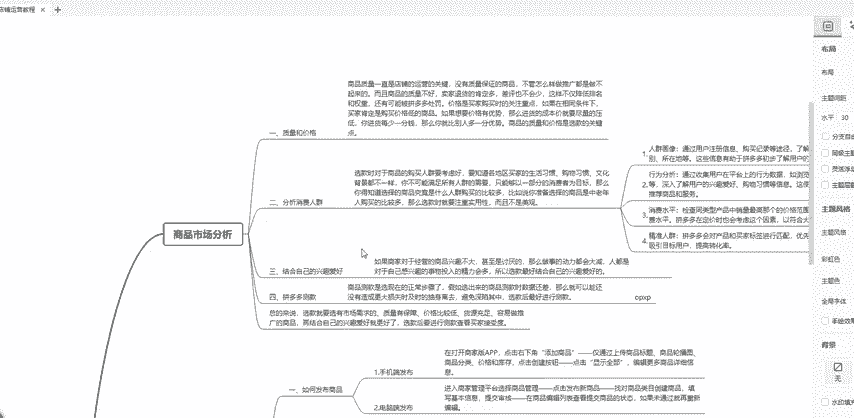 店铺运营教程
商品市场分析
一、质量和价格
商品质量一直是店铺的运营的关键，没有质量保证的商品，不管怎么样做推广都是做不
起来的。而且商品的质量不好，卖家退货的肯定多，差评也不会少，这样不仅降低排名
和权重，还有可能被拼多多处罚。价格是买家购买时的关注重点，如果在相同条件下，
买家肯定是购买价格低的商品。如果想要价格有优势，那么进货的成本价就要尽量的压
低，你进货每少一分钱，那么你就比别人多一分优势。商品的质量和价格是选款的关键
点。
二、分析消费人群
选款时对于商品的购买人群要考虑好，要知道各地区买家的生活习惯、购物习惯、文化
背景都不一样，你不可能满足所有人群的需要，只能够以一部分的消费者为目标，那么
你得知道选择的商品究竟是什么人群购买的比较多，比如说你准备选择的商品是中老年
人购买的比较多，那么选款时就要注重实用性，而且不是美观。
1. 人群画像：通过用户注册信息、购买记录等途径，了解
别、所在地等。这些信息有助于拼多多初步了解用户的
2. 行为分析：通过收集用户在平台上的行为数据，如浏览
等，深入了解用户的兴趣爱好、购物习惯等信息。这使
推荐商品和服务。
3. 消费水平：检查同类型产品中销量最高那个的价格范围
费水平。拼多多在定价时也会考虑这个因素，以符合大
4. 精准人群：拼多多会对产品和买家标签进行匹配，优先
吸引目标用户，提高转化率。
三、结合自己的兴趣爱好
如果商家对于经营的商品兴趣不大，甚至是讨厌的，那么做事的动力都会大减，人都是
对于自己感兴趣的事物投入的精力会多，所以选款最好结合自己的兴趣爱好的。
四、拼多多测款
商品测款是选现在的正常步骤了，假如选出来的商品测款时数据还差，那么就可以趁还
没有造成更大损失时及时的抽身离去，避免深陷其中，选款后最好进行测款。
opxp
总的来说，选款就要选有市场需求的、质量有保障、价格比较低、货源充足、容易做推
广的商品，再结合自己的兴趣爱好就更好了，选款后要进行测款查看买家接受度。
一、如何发布商品
1.手机端发布
在打开商家版APP，点击右下角“添加商品”——仅通过上传商品标题、商品轮播图、
商品分类、价格和库存，点击创建按钮——点击“显示全部”，编辑更多商品详细信
息。
2.电脑端发布
进入商家管理平台选择商品管理——点击发布新商品——找对商品类目创建商品，填
写基本信息，提交审核——在商品编辑列表查看提交商品的状态，如果未通过就再重新
编辑。
布局
布局
主题间距
水平 30
分支自由
同级主题
灵活浮动
主题层叠
主题风格
主题风格
彩虹色
主题色
全局字体
手绘效果
背景
无
水印填充